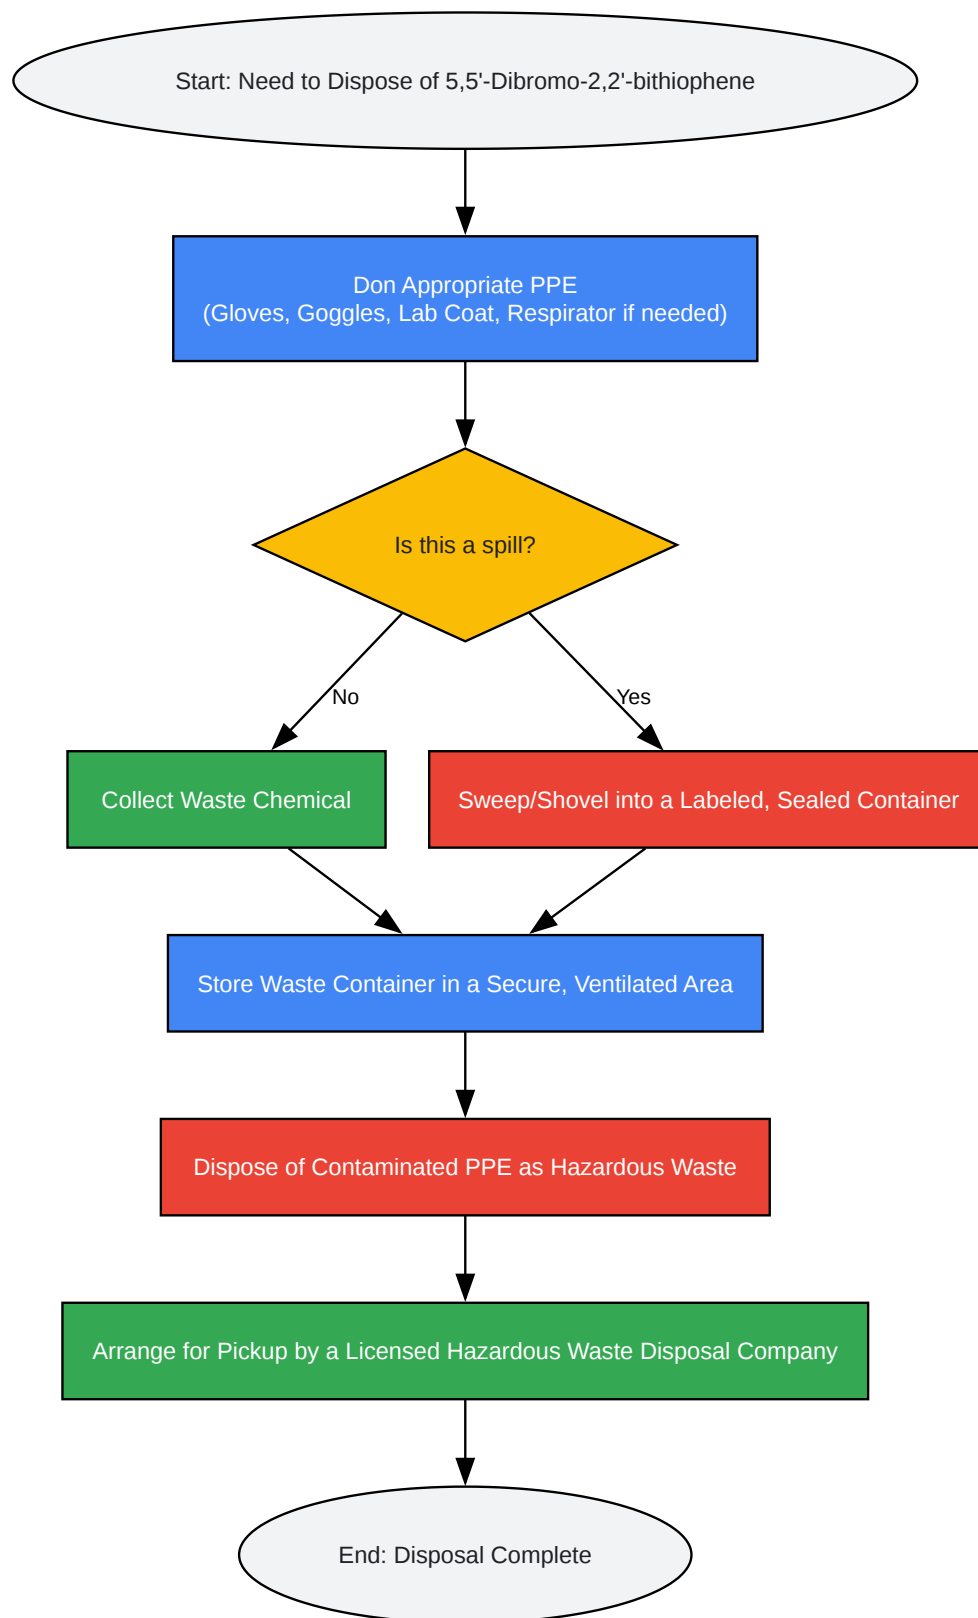 Start: Need to Dispose of 5,5'-Dibromo-2,2'-bithiophene
Don Appropriate PPE
(Gloves, Goggles, Lab Coat, Respirator if needed)
Is this a spill?
No
Yes
Collect Waste Chemical
Sweep/Shovel into a Labeled, Sealed Container
Store Waste Container in a Secure, Ventilated Area
Dispose of Contaminated PPE as Hazardous Waste
Arrange for Pickup by a Licensed Hazardous Waste Disposal Company
End: Disposal Complete